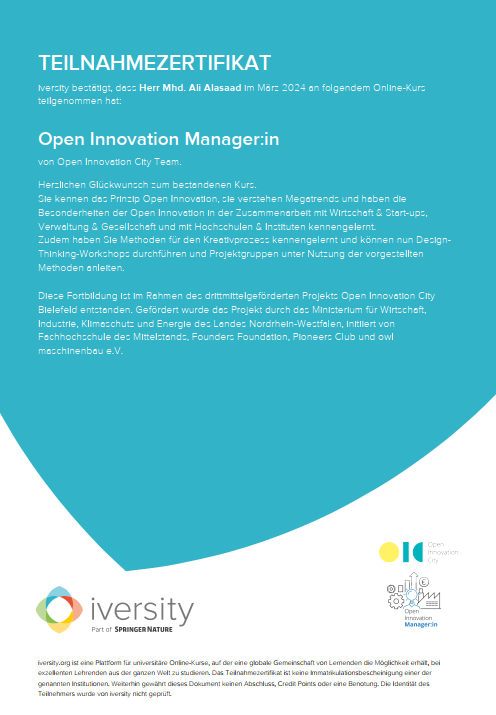 TEILNAHMEZERTIFIKAT
iversity bestätigt, dass Herr Mhd. Ali Alasaad im März 2024 an folgendem Online-Kurs
teilgenommen hat:
Open Innovation Manager:in
von Open Innovation City Team.
Herzlichen Glückwunsch zum bestandenen Kurs.
Sie kennen das Prinzip Open Innovation, sie verstehen Megatrends und haben die
Besonderheiten der Open Innovation in der Zusammenarbeit mit Wirtschaft & Start-ups,
Verwaltung & Gesellschaft und mit Hochschulen & Instituten kennengelernt.
Zudem haben Sie Methoden für den Kreativprozess kennengelernt und können nun Design-
Thinking-Workshops durchführen und Projektgruppen unter Nutzung der vorgestellten
Methoden anleiten.
Diese Fortbildung ist im Rahmen des drittmittelgeförderten Projekts Open Innovation City
Bielefeld entstanden. Gefördert wurde das Projekt durch das Ministerium für Wirtschaft,
Industrie, Klimaschutz und Energie des Landes Nordrhein-Westfalen, initiiert von
Fachhochschule des Mittelstands, Founders Foundation, Pioneers Club und owl
maschinenbau e.V.
Open
Innovation
City
Open
Innovation
Manager:in
iversity
Part of SPRINGER NATURE
iversity.org ist eine Plattform für universitäre Online-Kurse, auf der eine globale Gemeinschaft von Lernenden die Möglichkeit erhält, bei
exzellenten Lehrenden aus der ganzen Welt zu studieren. Das Teilnahmezertifikat ist keine Immatrikulationsbescheinigung einer der
genannten Institutionen. Weiterhin gewährt dieses Dokument keinen Abschluss, Credit Points oder eine Benotung. Die Identität des
Teilnehmers wurde von iversity nicht geprüft.